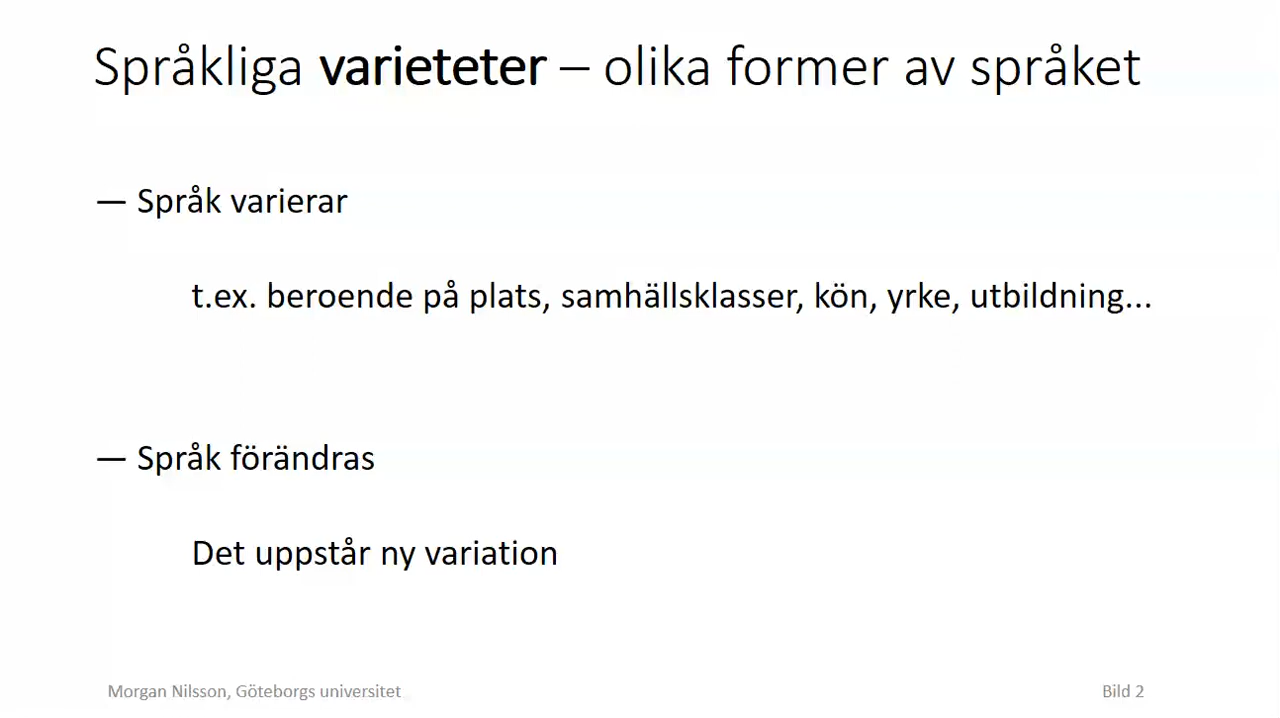 Språkliga varieteter – olika former av språket
— Språk varierar
t.ex. beroende på plats, samhällsklasser, kön, yrke, utbildning...
— Språk förändras
Det uppstår ny variation
Morgan Nilsson, Göteborgs universitet
Bild 2